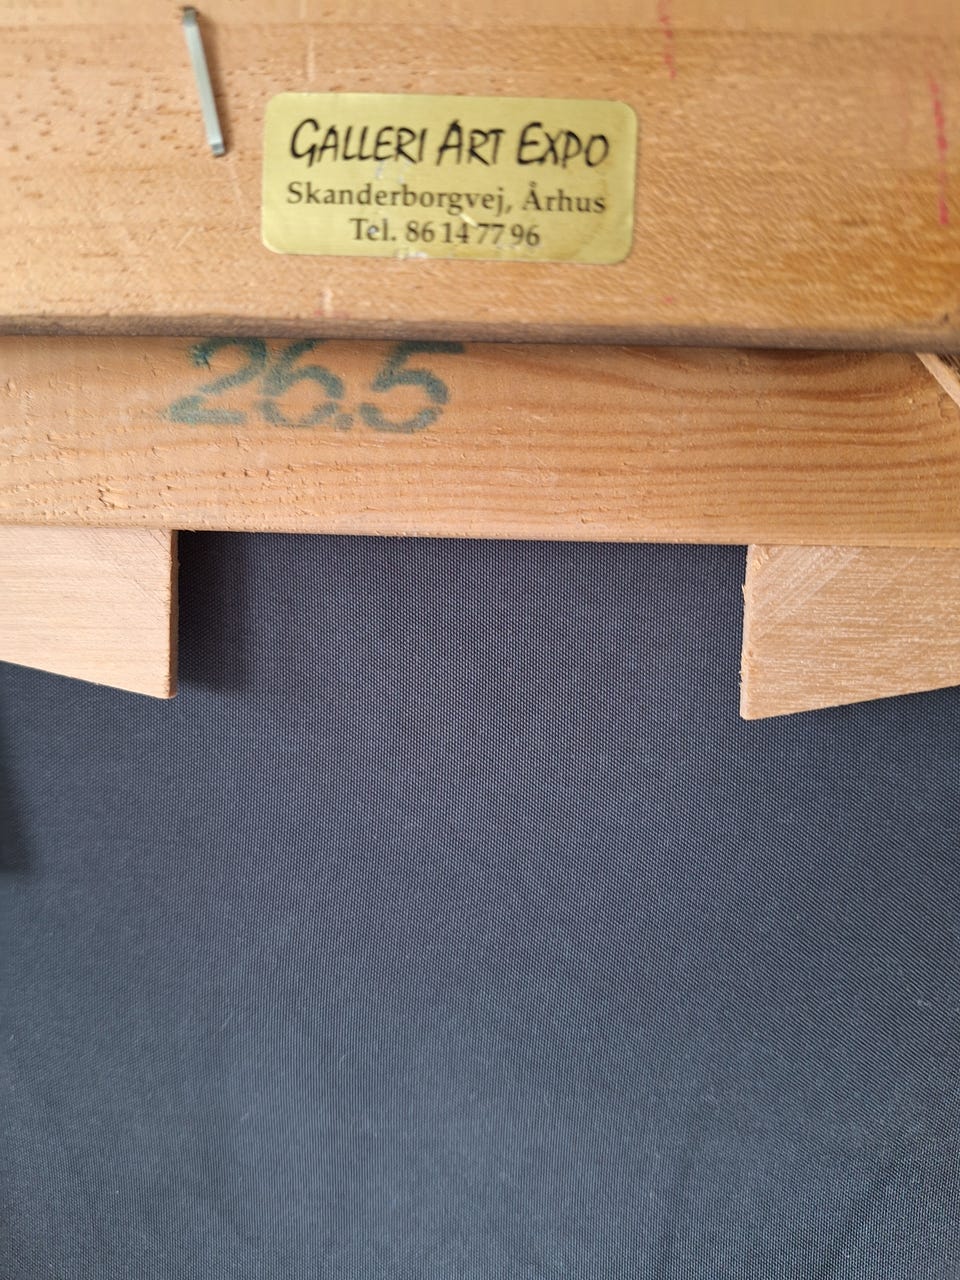 GALLERI ART EXPO
Skanderborgvej, Århus
Tel. 86 14 77 96
26.5